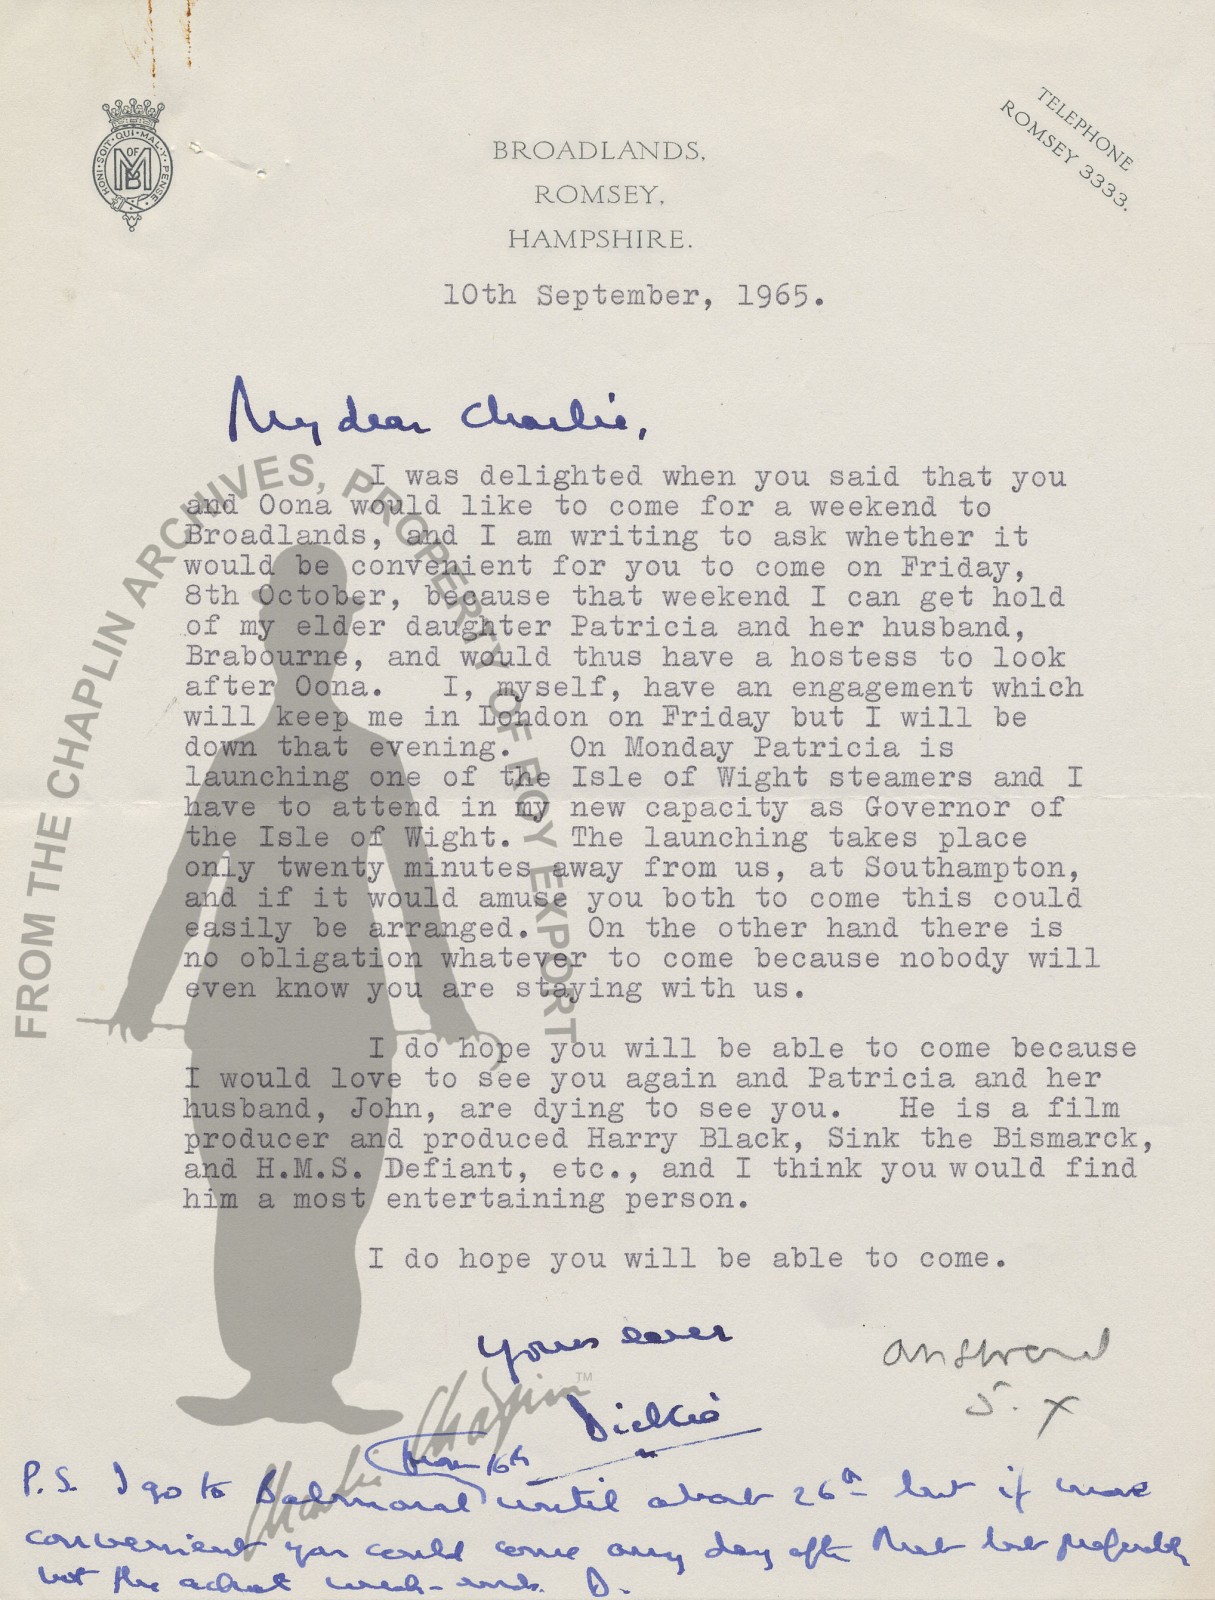 HONI·SOIT·QUI·MAL·Y·PENSE
OF
MB
TELEPHONE
ROMSEY 3333.
BROADLANDS,
ROMSEY,
HAMPSHIRE.
10th September, 1965.
My dear Charlie,
I was delighted when you said that you
and Oona would like to come for a weekend to
Broadlands, and I am writing to ask whether it
would be convenient for you to come on Friday,
8th October, because that weekend I can get hold
of my elder daughter Patricia and her husband,
Brabourne, and would thus have a hostess to look
after Oona. I, myself, have an engagement which
will keep me in London on Friday but I will be
down that evening. On Monday Patricia is
launching one of the Isle of Wight steamers and I
have to attend in my new capacity as Governor of
the Isle of Wight. The launching takes place
only twenty minutes away from us, at Southampton,
and if it would amuse you both to come this could
easily be arranged. On the other hand there is
no obligation whatever to come because nobody will
even know you are staying with us.
I do hope you will be able to come because
I would love to see you again and Patricia and her
husband, John, are dying to see you. He is a film
producer and produced Harry Black, Sink the Bismarck,
and H.M.S. Defiant, etc., and I think you would find
him a most entertaining person.
I do hope you will be able to come.
Yours ever
Dickie
answered
5. X
from 16th
P.S. I go to Balmoral until about 26th but if more
convenient you could come any day after that but preferably
not the actual week-ends. D.
FROM THE CHAPLIN ARCHIVES, PROPERTY OF ROY EXPORT
Charlie Chaplin™